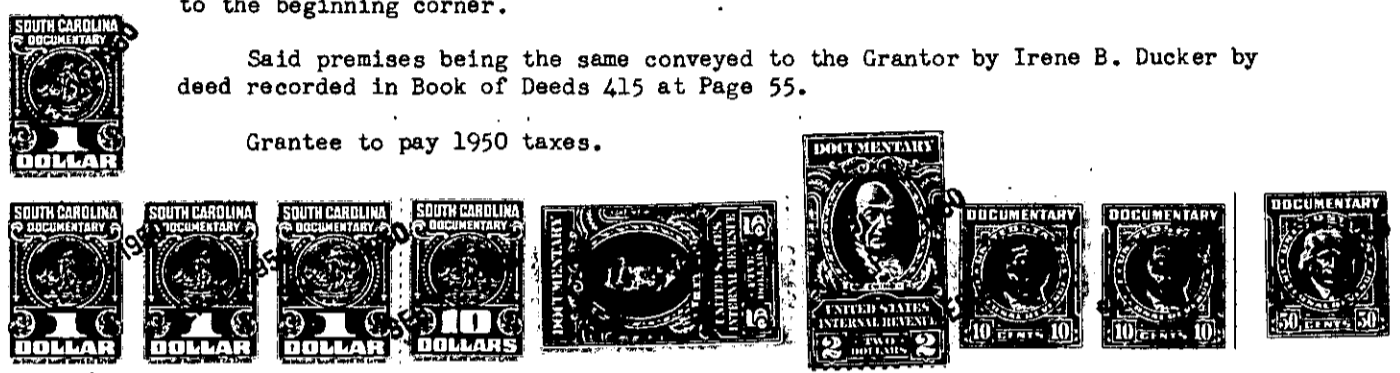 to the beginning corner.
Said premises being the same conveyed to the Grantor by Irene B. Ducker by
deed recorded in Book of Deeds 415 at Page 55.
Grantee to pay 1950 taxes.
SOUTH CAROLINA
DOCUMENTARY
1
DOLLAR
SOUTH CAROLINA
DOCUMENTARY
1
DOLLAR
SOUTH CAROLINA
DOCUMENTARY
1
DOLLAR
SOUTH CAROLINA
DOCUMENTARY
1
DOLLAR
SOUTH CAROLINA
DOCUMENTARY
10
DOLLARS
DOCUMENTARY
UNITED STATES
INTERNAL REVENUE
DOCUMENTARY
UNITED STATES
INTERNAL REVENUE
2 TWO DOLLARS 2
DOCUMENTARY
10 CENTS 10
DOCUMENTARY
10 CENTS 10
DOCUMENTARY
50 CENTS 50